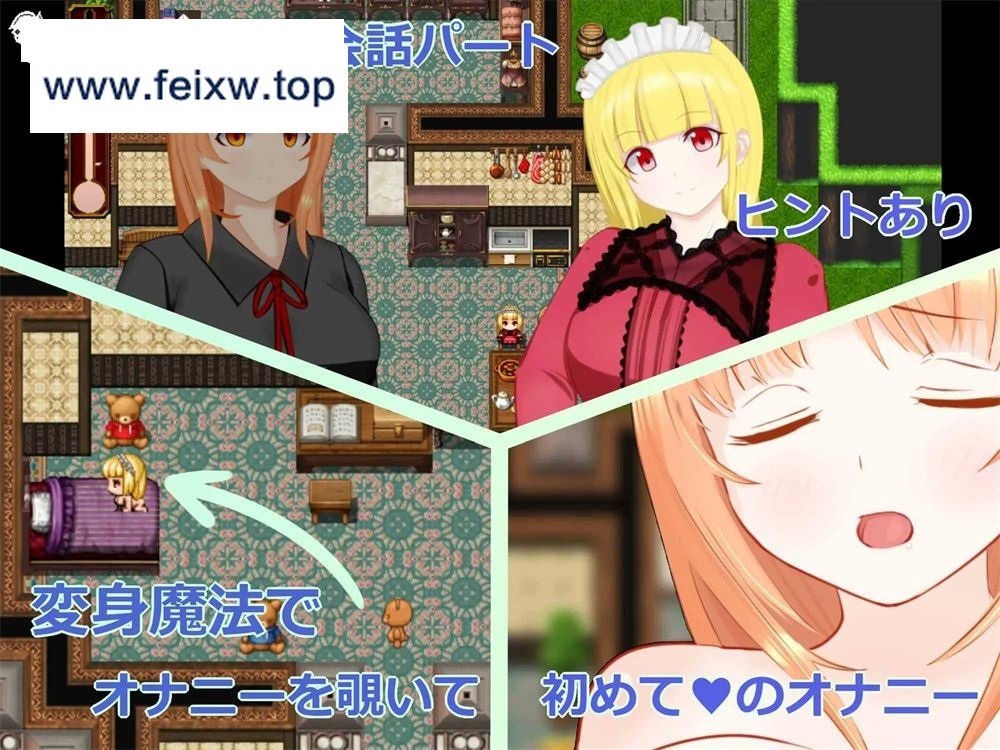 会話パート
www.feixw.top
ヒントあり
変身魔法で
オナニーを覗いて
初めて♥のオナニー